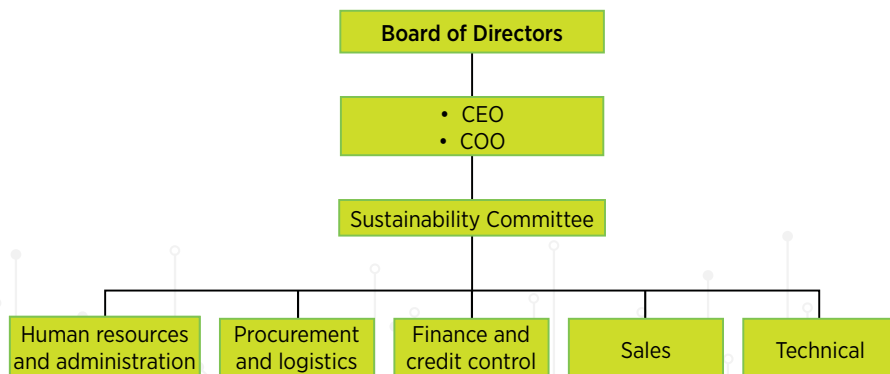 Board of Directors
• CEO
• COO
Sustainability Committee
Human resources
and administration
Procurement
and logistics
Finance and
credit control
Sales
Technical